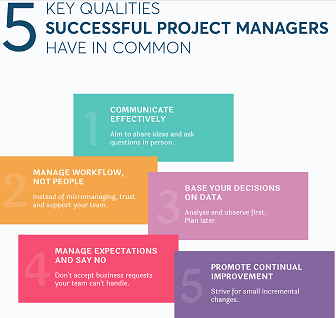 5 KEY QUALITIES
SUCCESSFUL PROJECT MANAGERS
HAVE IN COMMON
1
COMMUNICATE
EFFECTIVELY
Aim to share ideas and ask
questions in person.
2
MANAGE WORKFLOW,
NOT PEOPLE
Instead of micromanaging, trust
and support your team.
3
BASE YOUR DECISIONS
ON DATA
Analyse and observe first.
Plan later.
4
MANAGE EXPECTATIONS
AND SAY NO
Don't accept business requests
your team can't handle.
5
PROMOTE CONTINUAL
IMPROVEMENT
Strive for small incremental
changes.